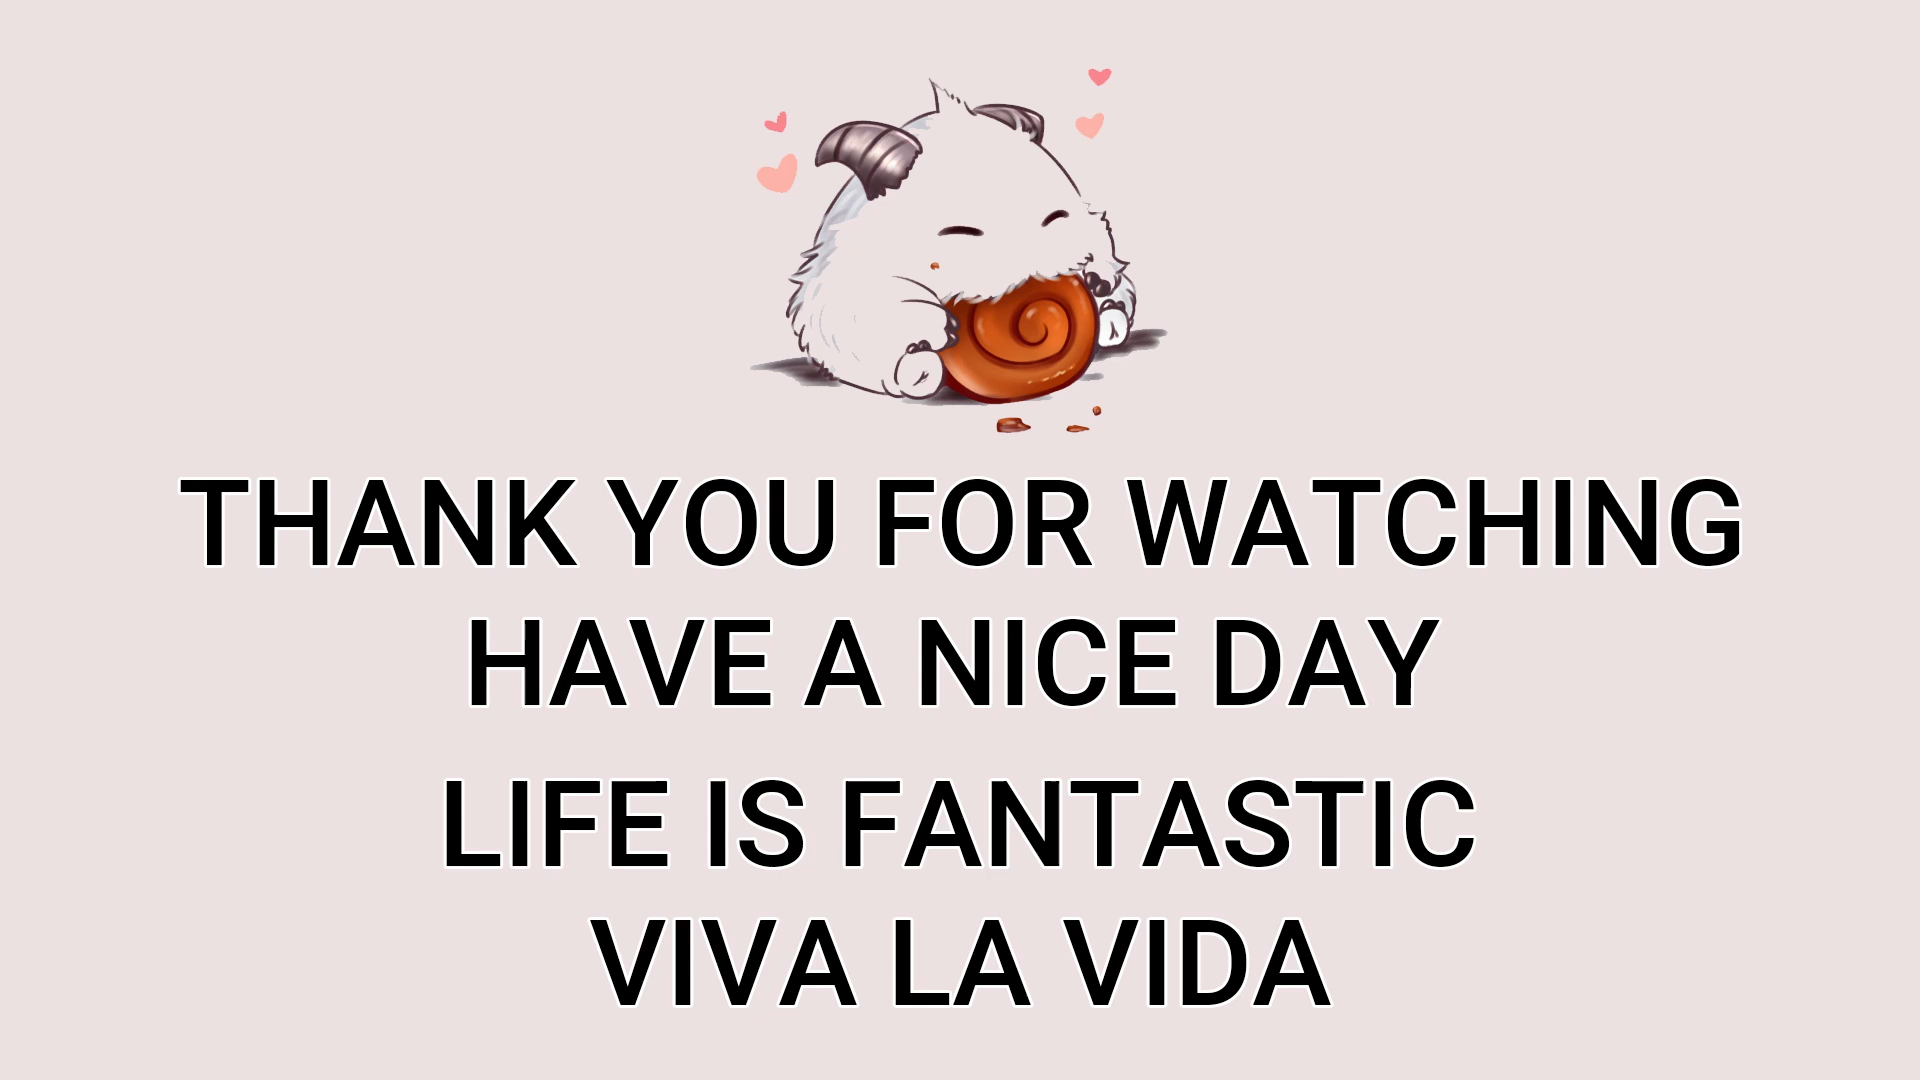 THANK YOU FOR WATCHING
HAVE A NICE DAY
LIFE IS FANTASTIC
VIVA LA VIDA